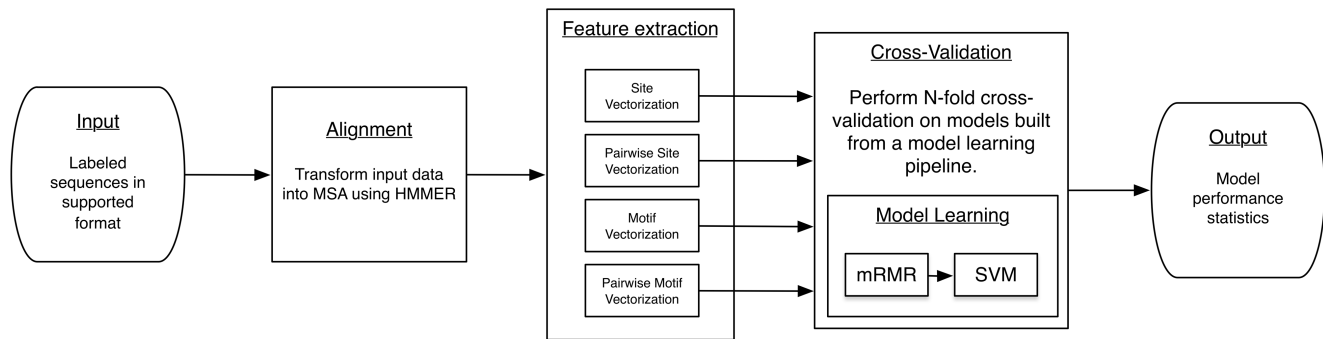 Input
Labeled
sequences in
supported
format
Alignment
Transform input data
into MSA using HMMER
Feature extraction
Site
Vectorization
Pairwise Site
Vectorization
Motif
Vectorization
Pairwise Motif
Vectorization
Cross-Validation
Perform N-fold cross-
validation on models built
from a model learning
pipeline.
Model Learning
mRMR
SVM
Output
Model
performance
statistics